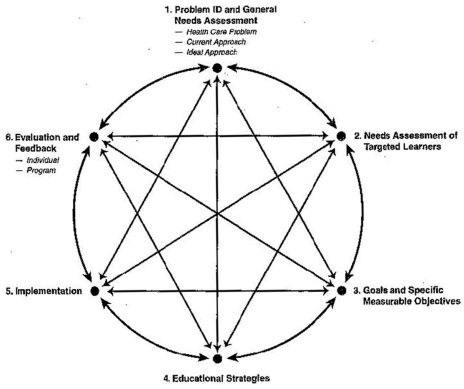 1. Problem ID and General
Needs Assessment
— Health Care Problem
— Current Approach
— Ideal Approach
6. Evaluation and
Feedback
— Individual
— Program
2. Needs Assessment of
Targeted Learners
5. Implementation
3. Goals and Specific
Measurable Objectives
4. Educational Strategies